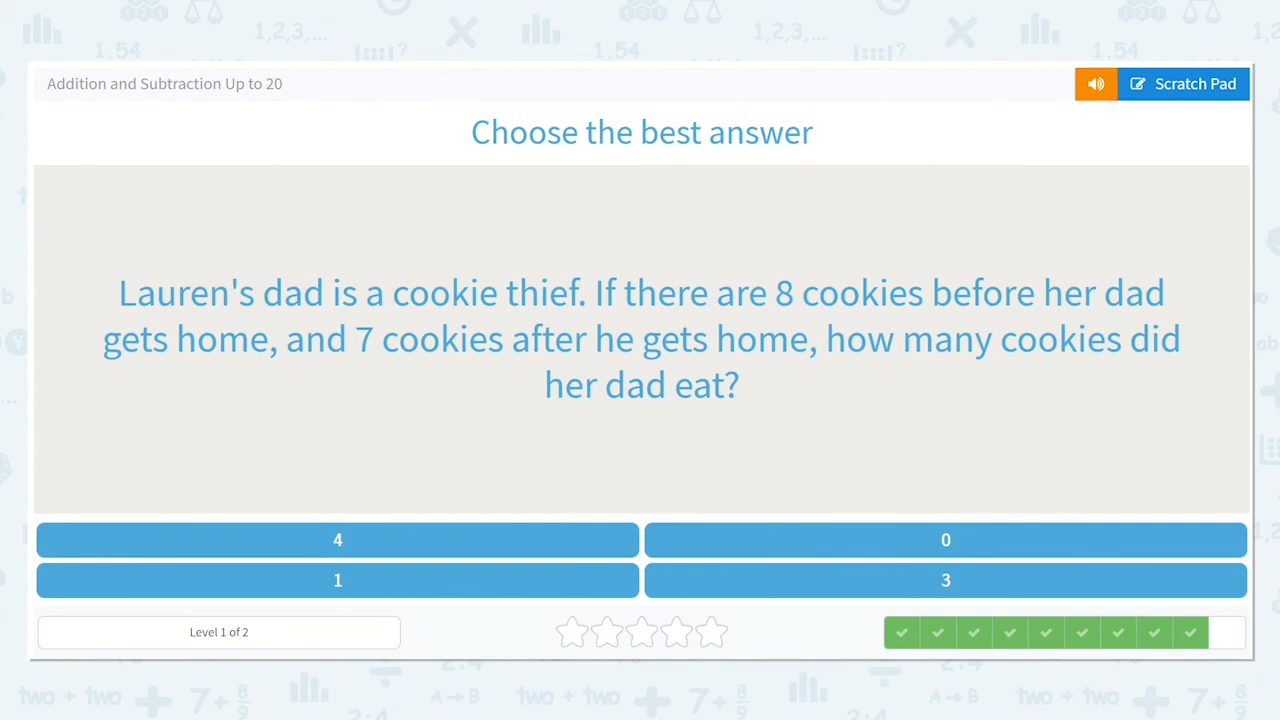 Addition and Subtraction Up to 20
Scratch Pad
Choose the best answer
Lauren's dad is a cookie thief. If there are 8 cookies before her dad
gets home, and 7 cookies after he gets home, how many cookies did
her dad eat?
4
0
1
3
Level 1 of 2